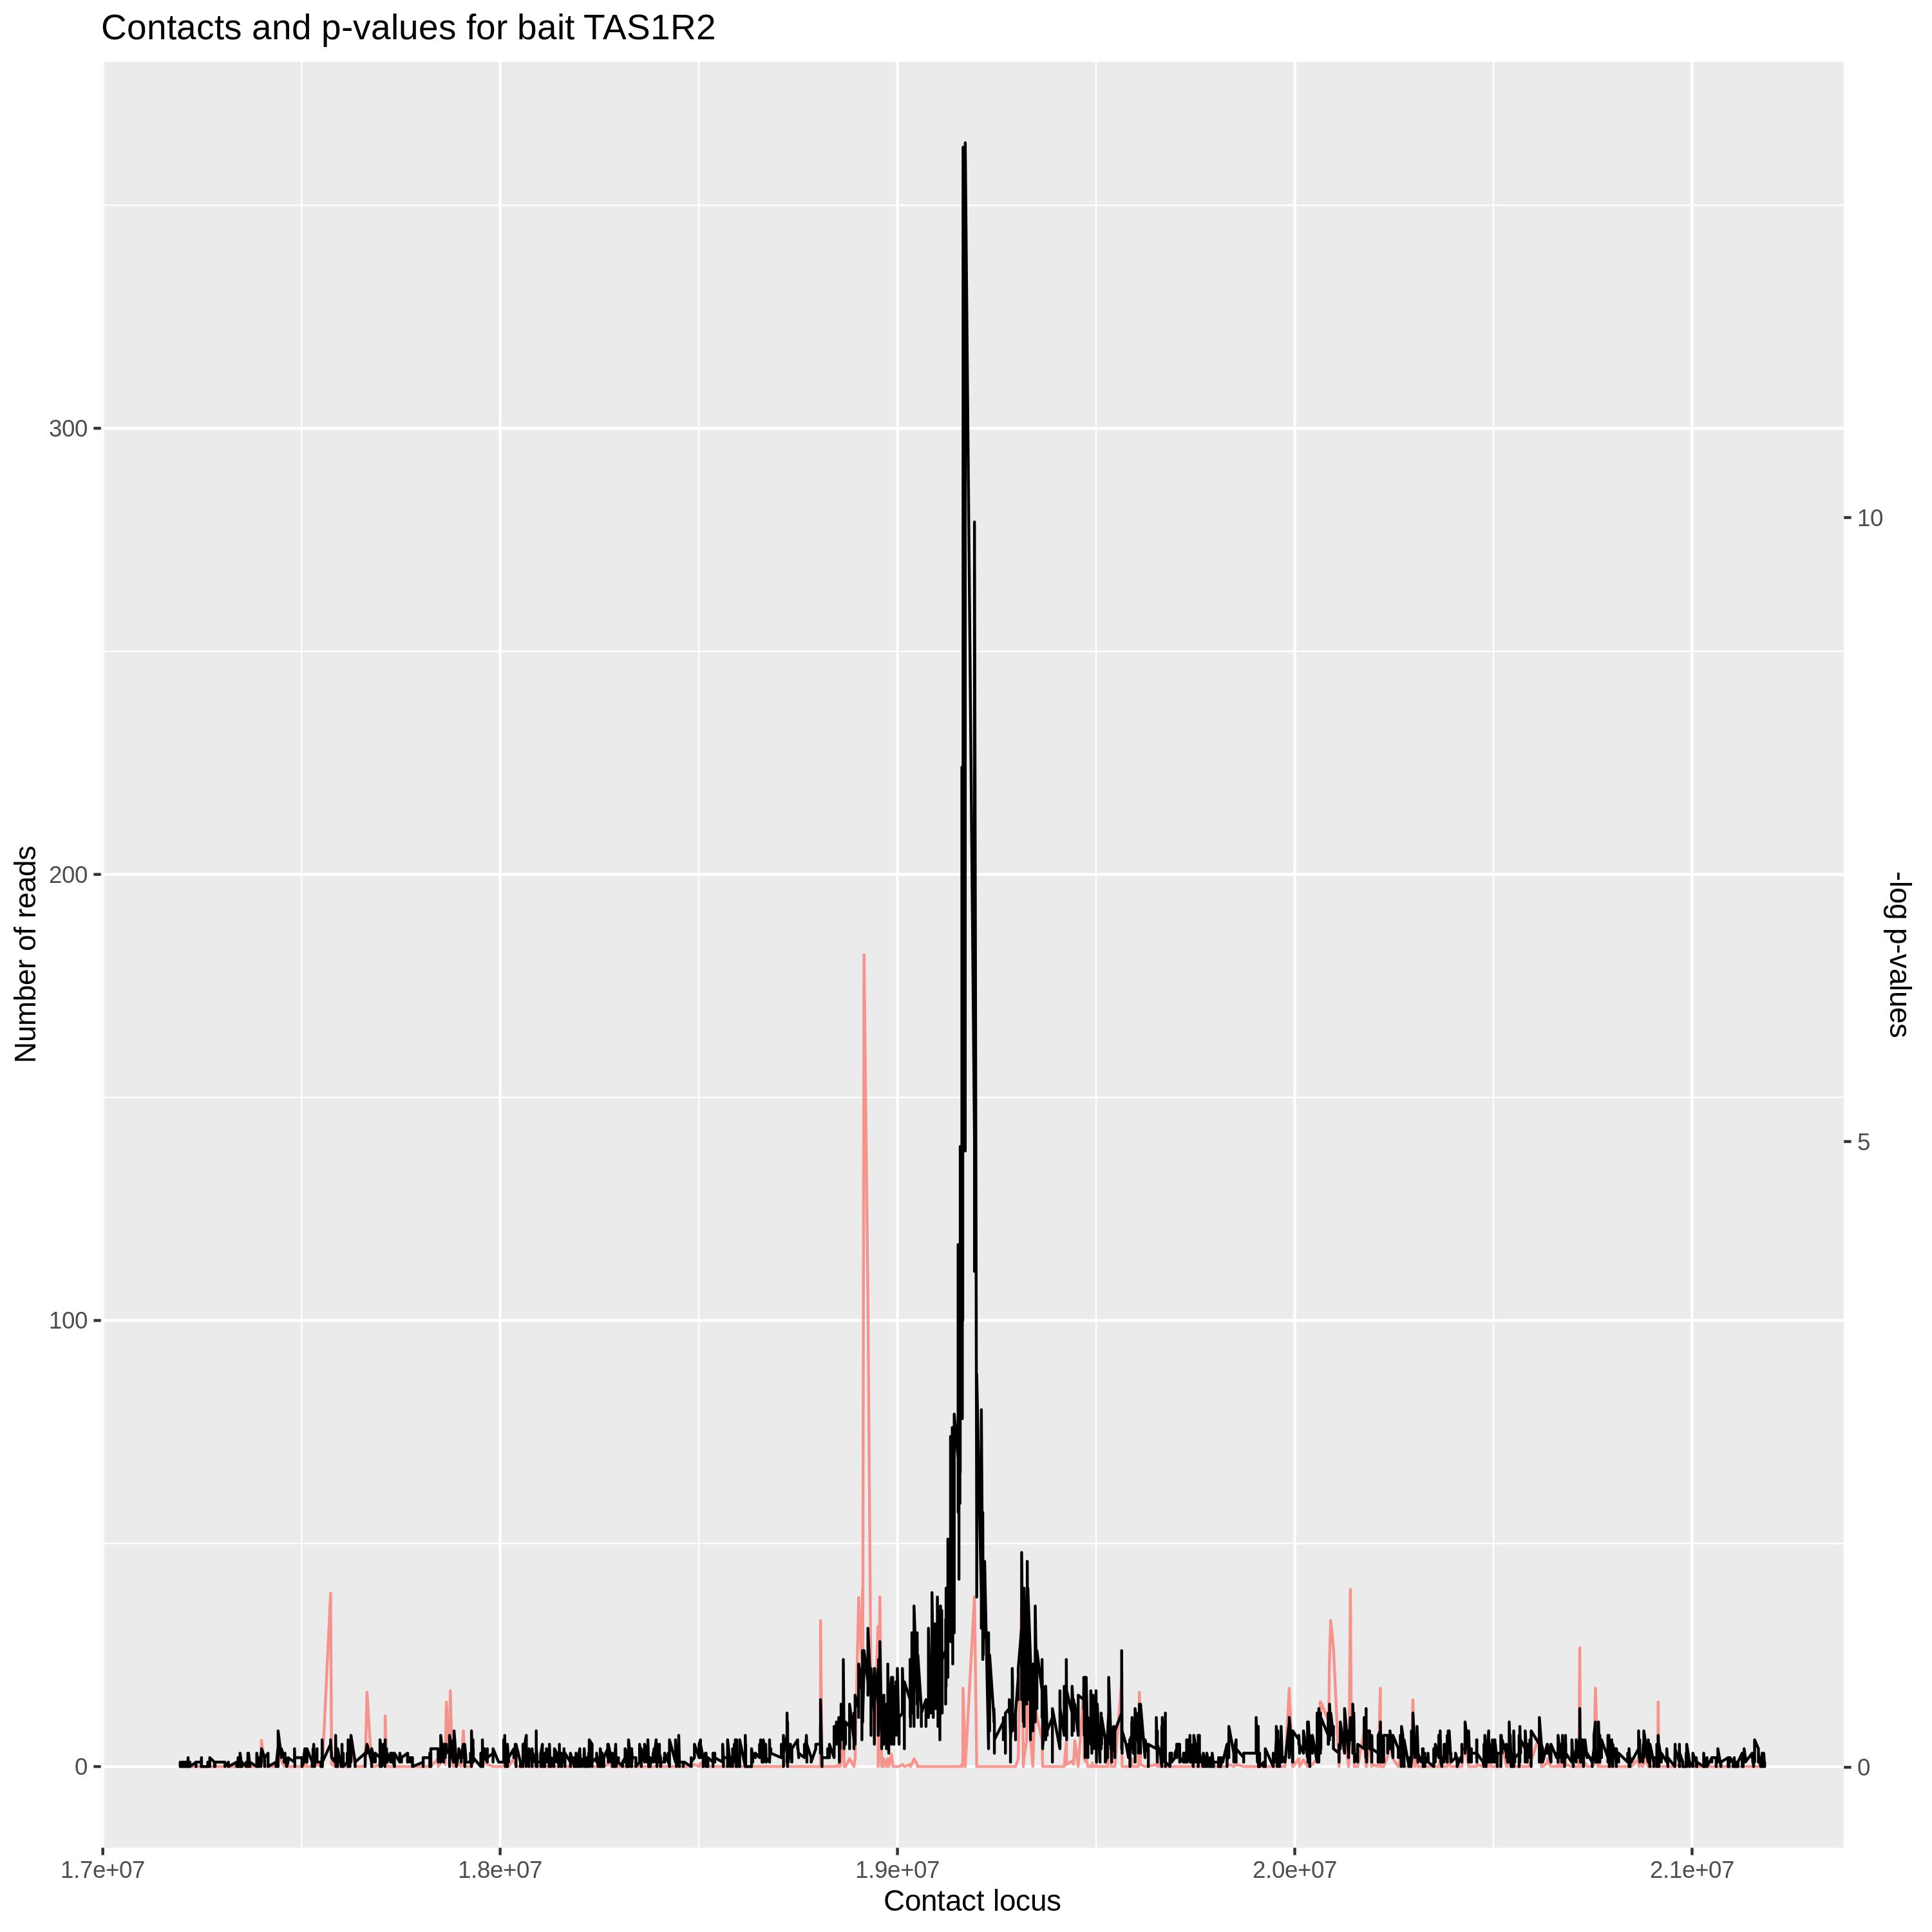 Contacts and p-values for bait TAS1R2
300
200
100
0
Number of reads
10
5
0
-log p-values
1.7e+07
1.8e+07
1.9e+07
2.0e+07
2.1e+07
Contact locus